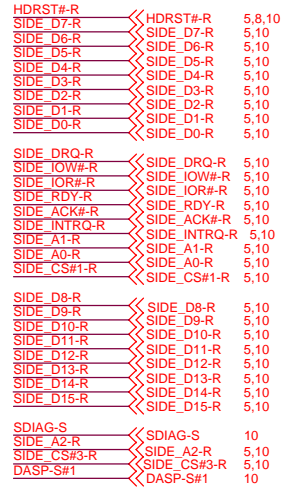 HDRST#-R HDRST#-R 5,8,10
SIDE_D7-R SIDE_D7-R 5,10
SIDE_D6-R SIDE_D6-R 5,10
SIDE_D5-R SIDE_D5-R 5,10
SIDE_D4-R SIDE_D4-R 5,10
SIDE_D3-R SIDE_D3-R 5,10
SIDE_D2-R SIDE_D2-R 5,10
SIDE_D1-R SIDE_D1-R 5,10
SIDE_D0-R SIDE_D0-R 5,10
SIDE_DRQ-R SIDE_DRQ-R 5,10
SIDE_IOW#-R SIDE_IOW#-R 5,10
SIDE_IOR#-R SIDE_IOR#-R 5,10
SIDE_RDY-R SIDE_RDY-R 5,10
SIDE_ACK#-R SIDE_ACK#-R 5,10
SIDE_INTRQ-R SIDE_INTRQ-R 5,10
SIDE_A1-R SIDE_A1-R 5,10
SIDE_A0-R SIDE_A0-R 5,10
SIDE_CS#1-R SIDE_CS#1-R 5,10
SIDE_D8-R SIDE_D8-R 5,10
SIDE_D9-R SIDE_D9-R 5,10
SIDE_D10-R SIDE_D10-R 5,10
SIDE_D11-R SIDE_D11-R 5,10
SIDE_D12-R SIDE_D12-R 5,10
SIDE_D13-R SIDE_D13-R 5,10
SIDE_D14-R SIDE_D14-R 5,10
SIDE_D15-R SIDE_D15-R 5,10
SDIAG-S SDIAG-S 10
SIDE_A2-R SIDE_A2-R 5,10
SIDE_CS#3-R SIDE_CS#3-R 5,10
DASP-S#1 DASP-S#1 10